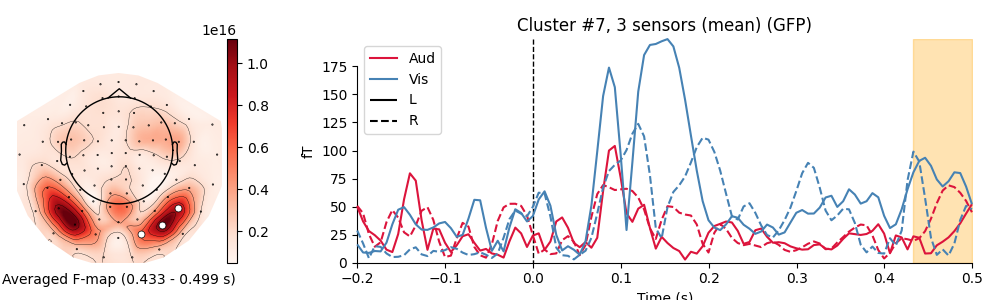 Cluster #7, 3 sensors (mean) (GFP)
1e16
1.0
0.8
0.6
0.4
0.2
Averaged F-map (0.433 - 0.499 s)
fT
175
150
125
100
75
50
25
0
Aud
Vis
L
R
−0.2 −0.1 0.0 0.1 0.2 0.3 0.4 0.5
Time (s)